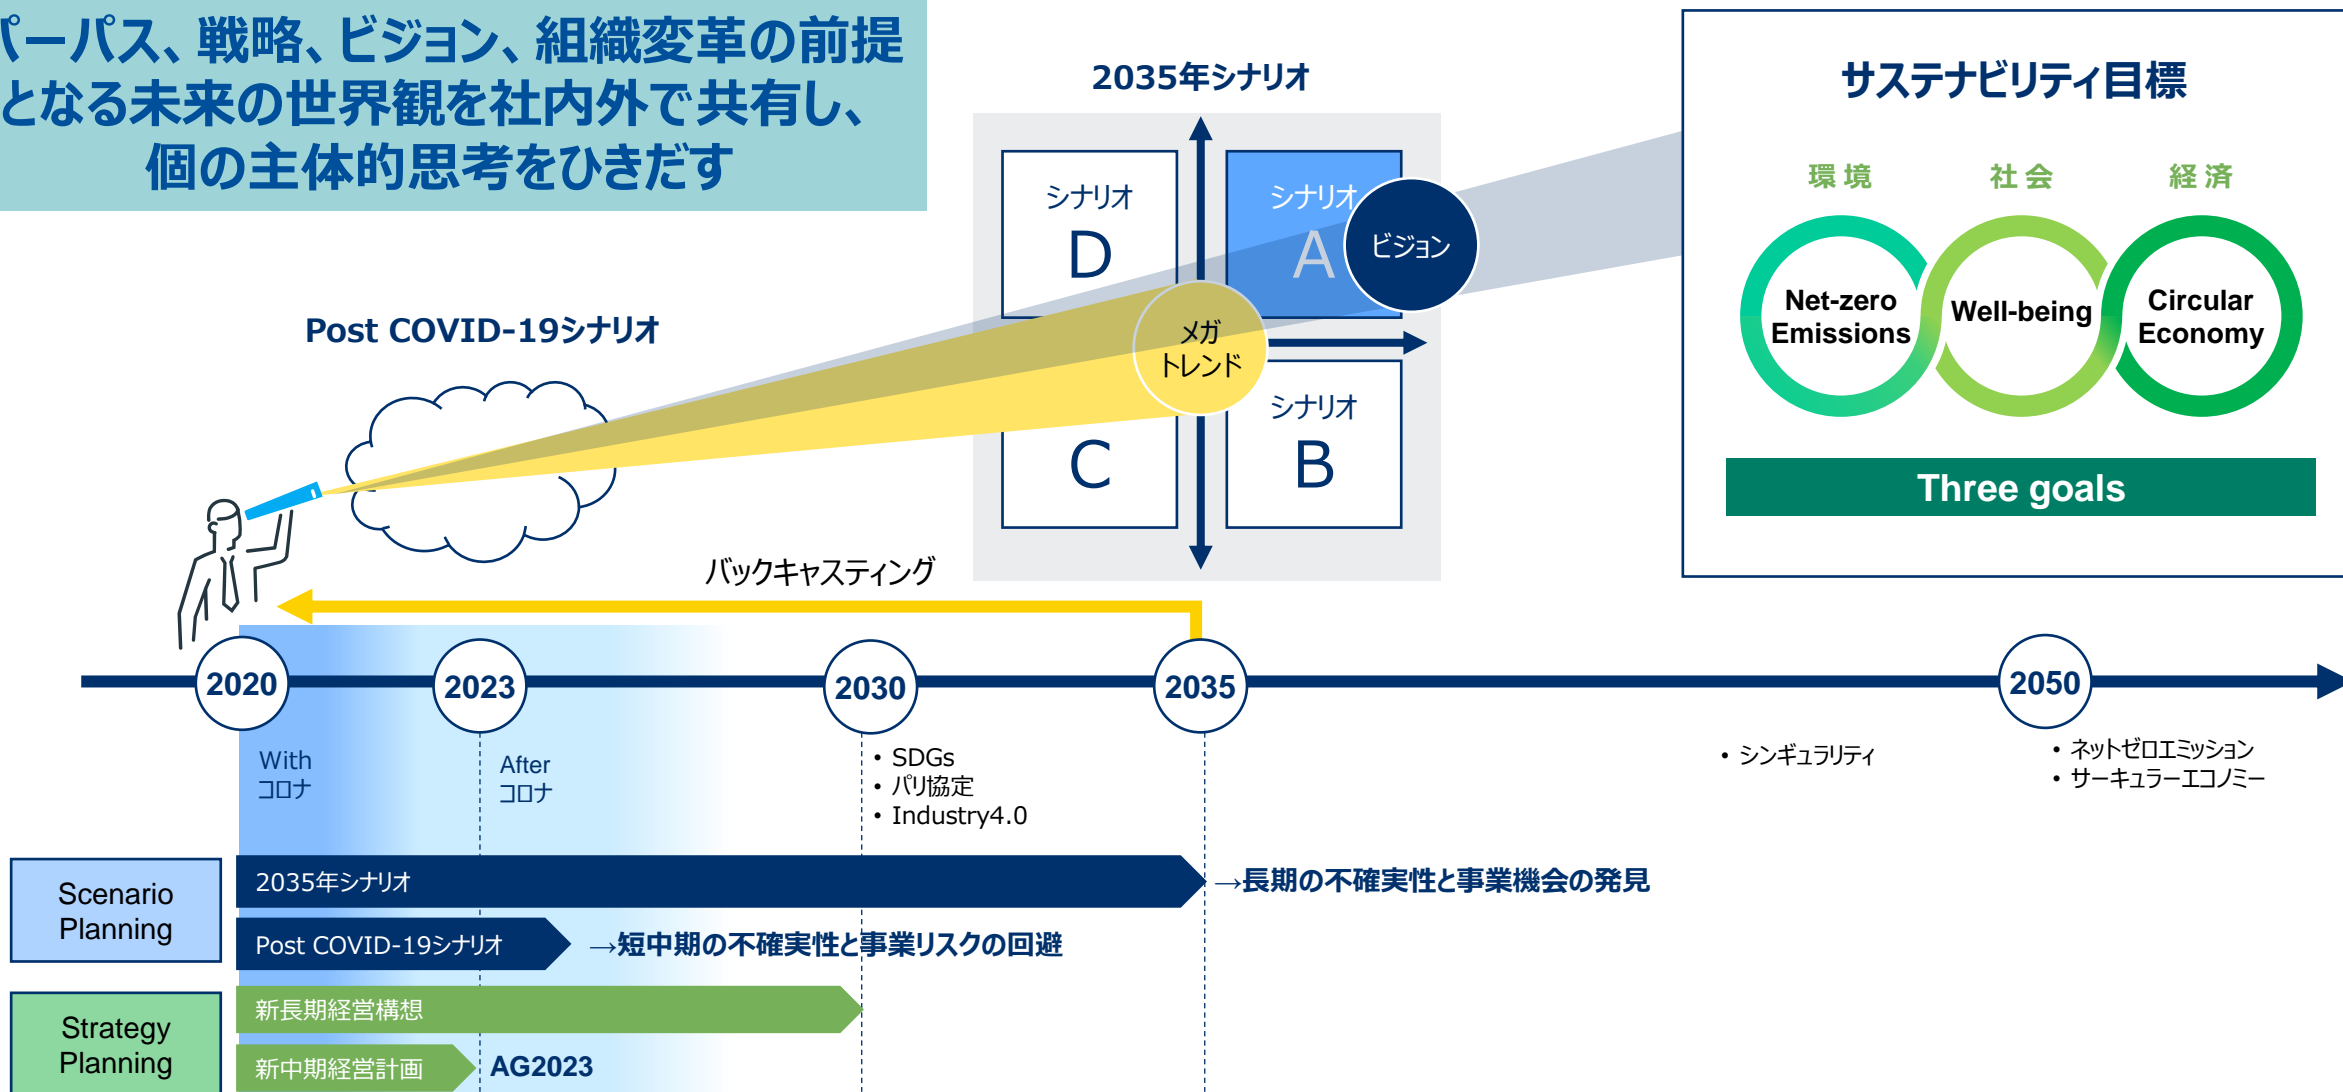 パーパス、戦略、ビジョン、組織変革の前提
となる未来の世界観を社内外で共有し、
個の主体的思考をひきだす
2035年シナリオ
サステナビリティ目標
環境
社会
経済
シナリオ
D
シナリオ
A
ビジョン
Net-zero
Emissions
Well-being
Circular
Economy
Post COVID-19シナリオ
メガ
トレンド
C
シナリオ
B
Three goals
バックキャスティング
2020
2023
2030
2035
2050
With
コロナ
After
コロナ
• SDGs
• パリ協定
• Industry4.0
• シンギュラリティ
• ネットゼロエミッション
• サーキュラーエコノミー
Scenario
Planning
2035年シナリオ
→長期の不確実性と事業機会の発見
Post COVID-19シナリオ
→短中期の不確実性と事業リスクの回避
Strategy
Planning
新長期経営構想
新中期経営計画
AG2023